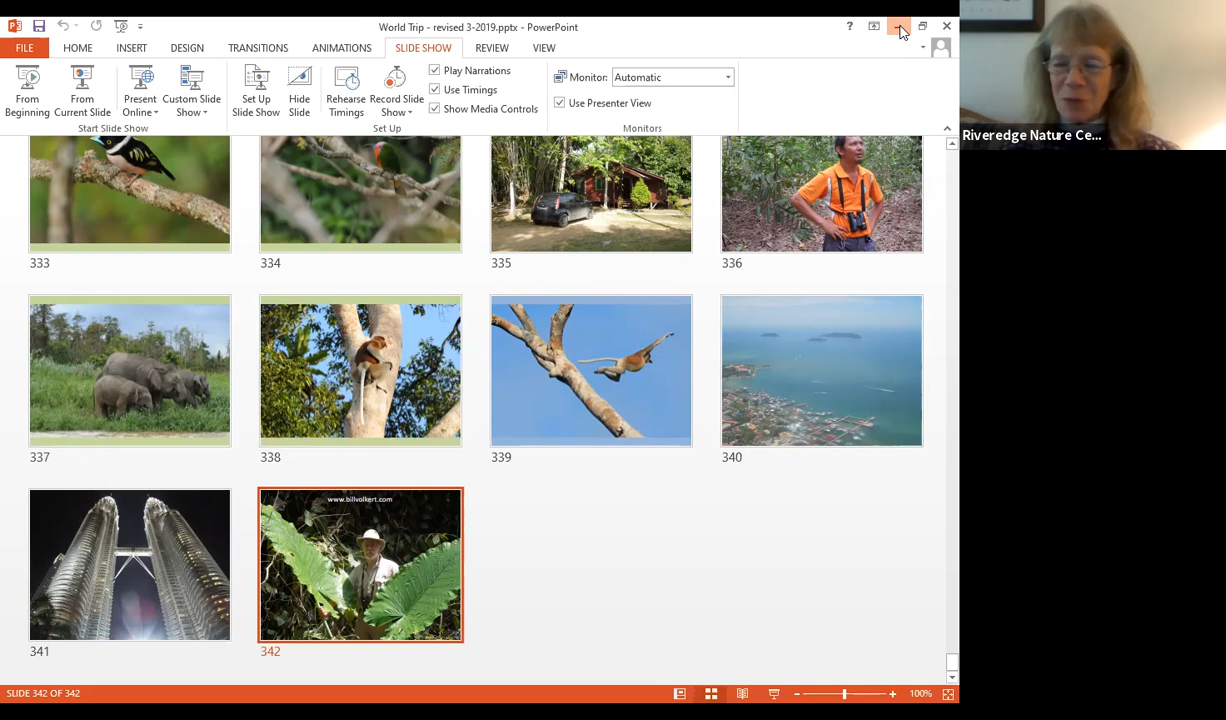 World Trip - revised 3-2019.pptx - PowerPoint
?
FILE HOME INSERT DESIGN TRANSITIONS ANIMATIONS SLIDE SHOW REVIEW VIEW
From Beginning
From Current Slide
Present Online
Custom Slide Show
Start Slide Show
Set Up Slide Show
Hide Slide
Rehearse Timings
Record Slide Show
Play Narrations
Use Timings
Show Media Controls
Set Up
Monitor: Automatic
Use Presenter View
Monitors
Riveredge Nature Ce...
333 334 335 336
337 338 339 340
www.billvolkert.com
341 342
SLIDE 342 OF 342
100%